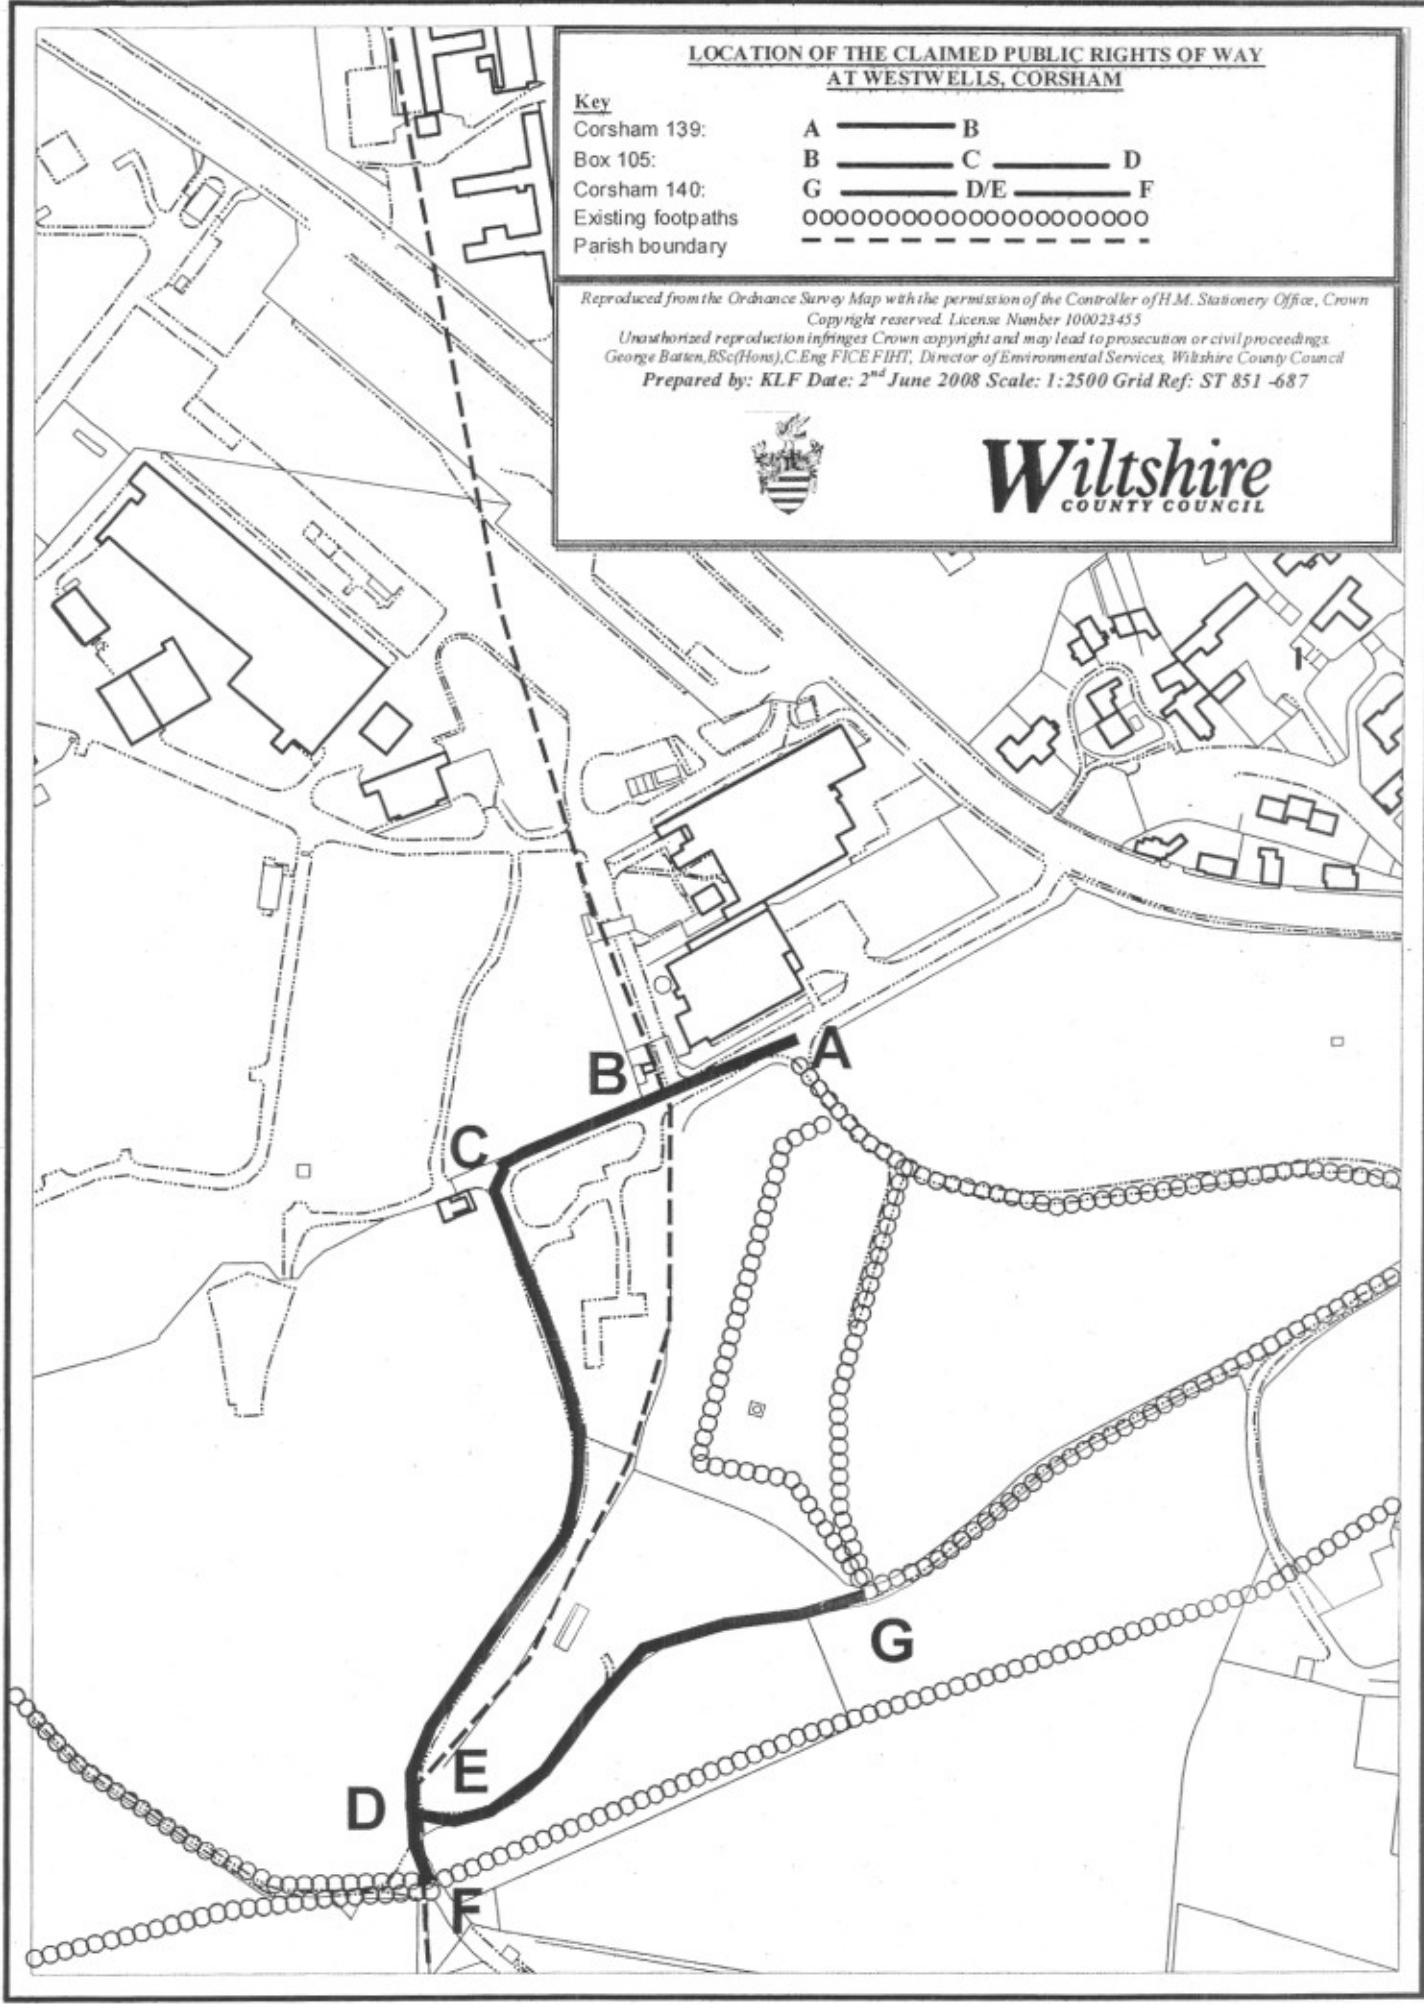 LOCATION OF THE CLAIMED PUBLIC RIGHTS OF WAY
AT WESTWELLS, CORSHAM
Key
Corsham 139: A B
Box 105: B C D
Corsham 140: G D/E F
Existing footpaths
Parish boundary
Reproduced from the Ordnance Survey Map with the permission of the Controller of H.M. Stationery Office, Crown
Copyright reserved. License Number 100023455
Unauthorized reproduction infringes Crown copyright and may lead to prosecution or civil proceedings.
George Batten,BSc(Hons),C.Eng FICE FIHT, Director of Environmental Services, Wiltshire County Council
Prepared by: KLF Date: 2nd June 2008 Scale: 1:2500 Grid Ref: ST 851 -687
Wiltshire
COUNTY COUNCIL
A
B
C
G
E
D
F